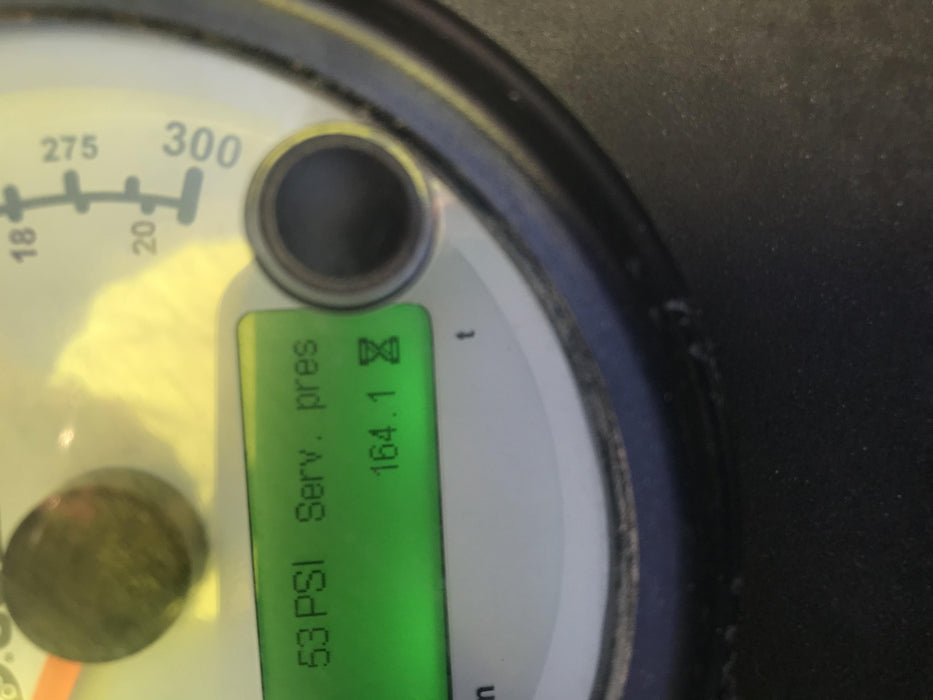 275
300
18
20
53 PSI Serv. pres
164.1
t
n